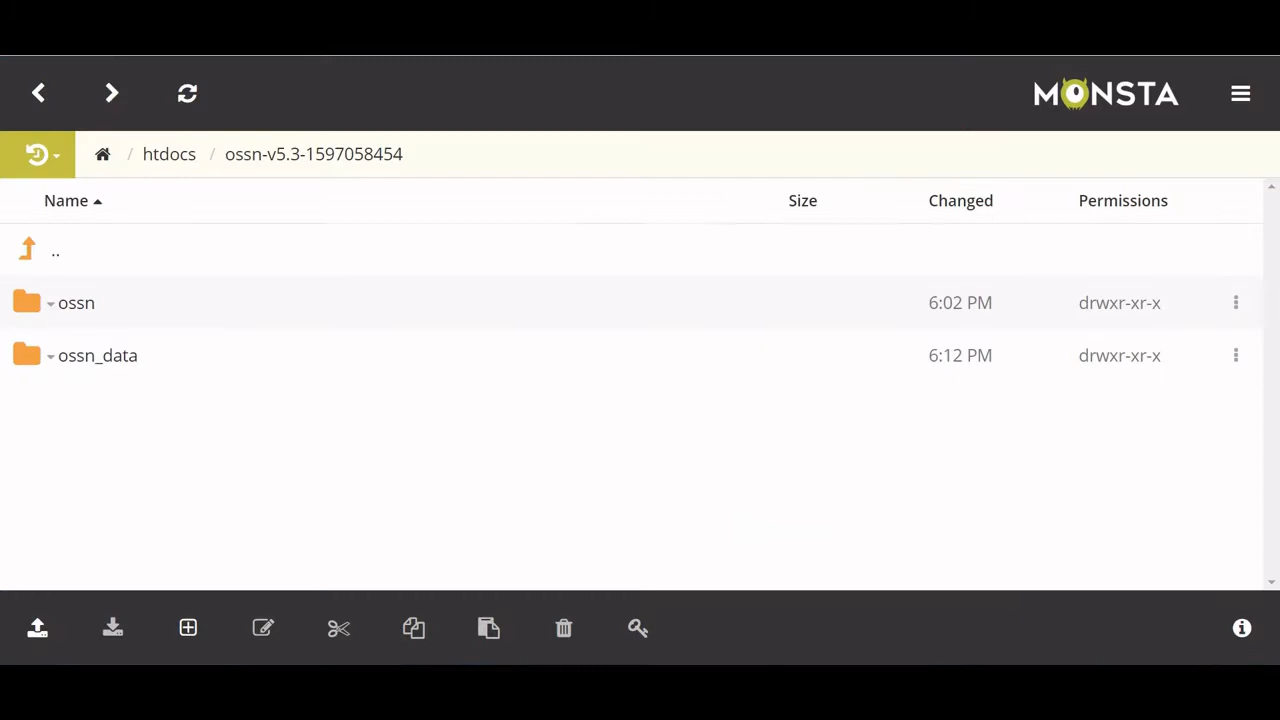 MONSTA
/ htdocs / ossn-v5.3-1597058454
Name Size Changed Permissions
..
ossn 6:02 PM drwxr-xr-x
ossn_data 6:12 PM drwxr-xr-x